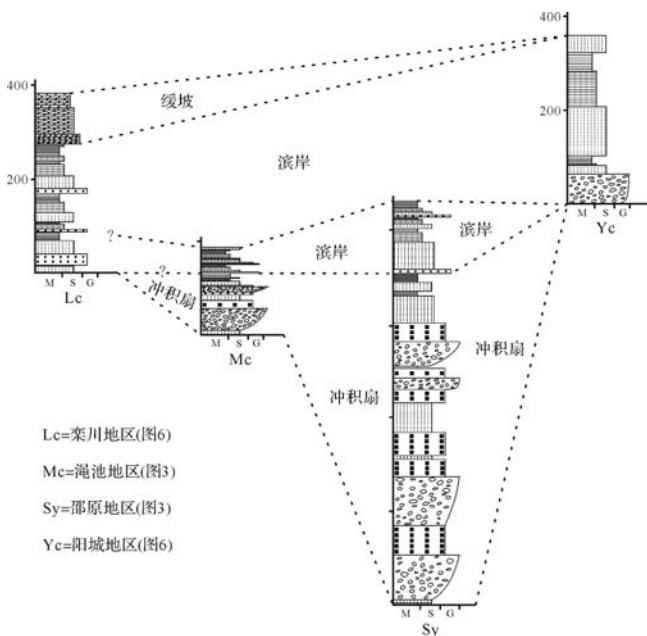 400
200
M S G
Yc
400
缓坡
滨岸
200
?
滨岸
滨岸
?
冲积扇
M S G
Lc
M S G
Mc
冲积扇
冲积扇
Lc=栾川地区(图6)
Mc=渑池地区(图3)
Sy=邵原地区(图3)
Yc=阳城地区(图6)
M S G
Sy